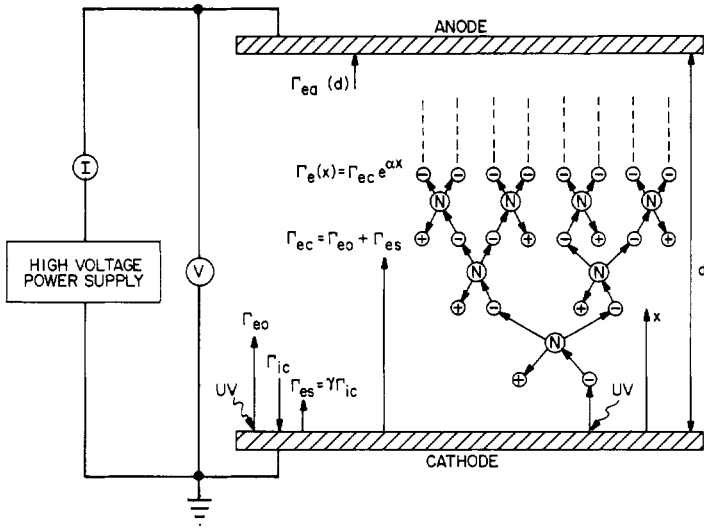 ANODE
Γea (d)
Γe(x) = Γec e^αx
I
Γec = Γeo + Γes
HIGH VOLTAGE
POWER SUPPLY
V
d
N N N N
− − − − − − − −
+ − − + − − + 
N N
+ − + −
x
N
+ −
Γeo
Γic
Γes = γΓic
UV
UV
CATHODE